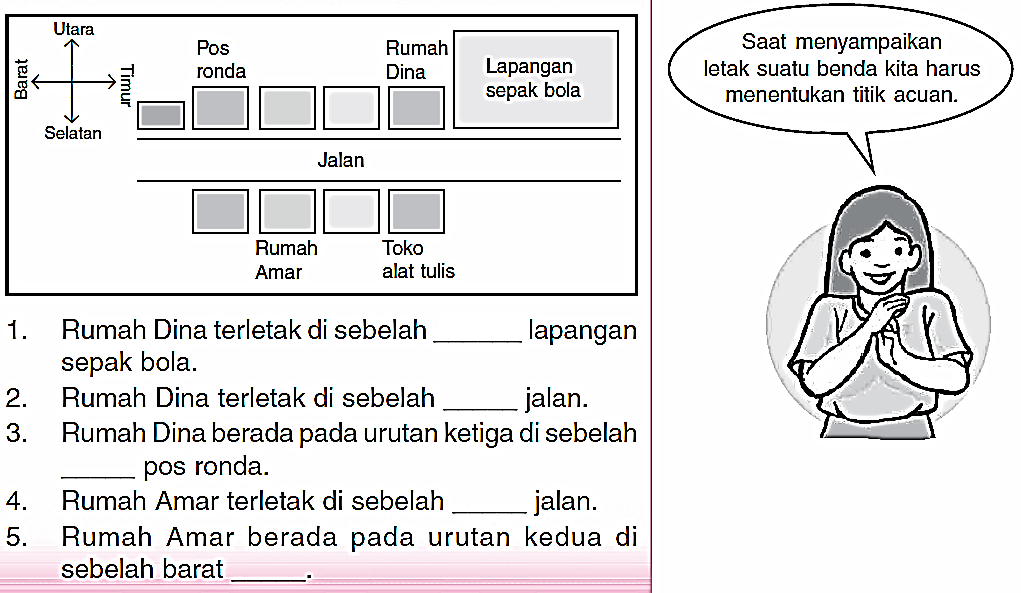 Utara
Barat
Timur
Selatan
Pos
ronda
Rumah
Dina
Lapangan
sepak bola
Jalan
Rumah
Amar
Toko
alat tulis
Saat menyampaikan
letak suatu benda kita harus
menentukan titik acuan.
1. Rumah Dina terletak di sebelah ______ lapangan
sepak bola.
2. Rumah Dina terletak di sebelah _____ jalan.
3. Rumah Dina berada pada urutan ketiga di sebelah
_____ pos ronda.
4. Rumah Amar terletak di sebelah _____ jalan.
5. Rumah Amar berada pada urutan kedua di
sebelah barat _____.